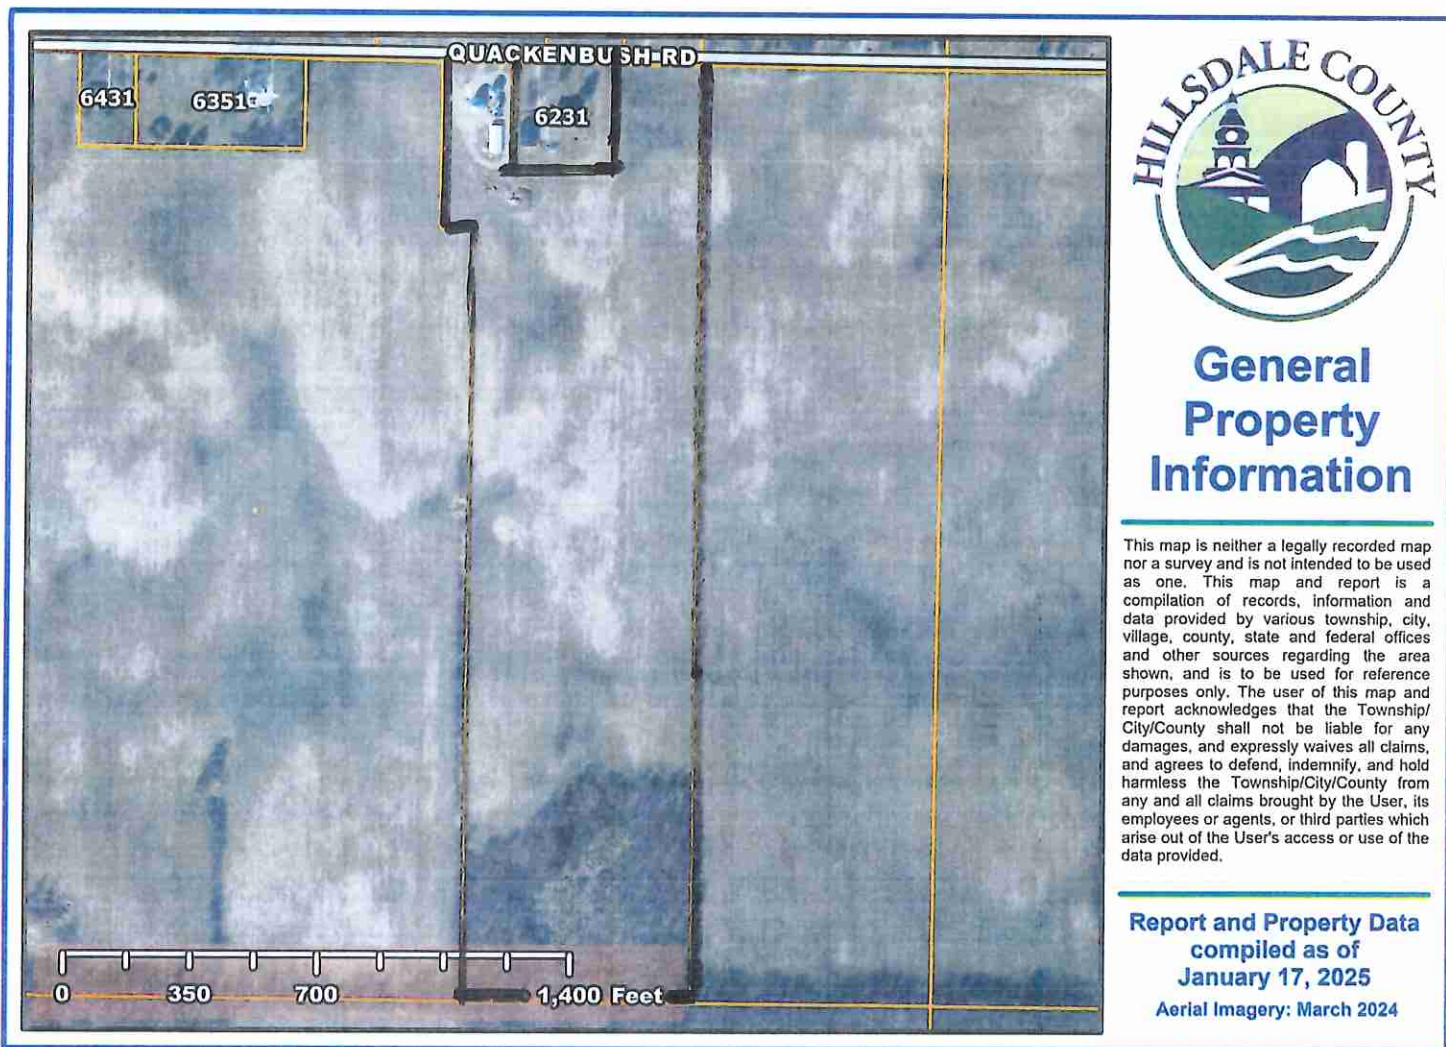 QUACKENBUSH RD
6431
6351
6231
0 350 700 1,400 Feet
HILLSDALE COUNTY
General
Property
Information
This map is neither a legally recorded map
nor a survey and is not intended to be used
as one. This map and report is a
compilation of records, information and
data provided by various township, city,
village, county, state and federal offices
and other sources regarding the area
shown, and is to be used for reference
purposes only. The user of this map and
report acknowledges that the Township/
City/County shall not be liable for any
damages, and expressly waives all claims,
and agrees to defend, indemnify, and hold
harmless the Township/City/County from
any and all claims brought by the User, its
employees or agents, or third parties which
arise out of the User's access or use of the
data provided.
Report and Property Data
compiled as of
January 17, 2025
Aerial Imagery: March 2024